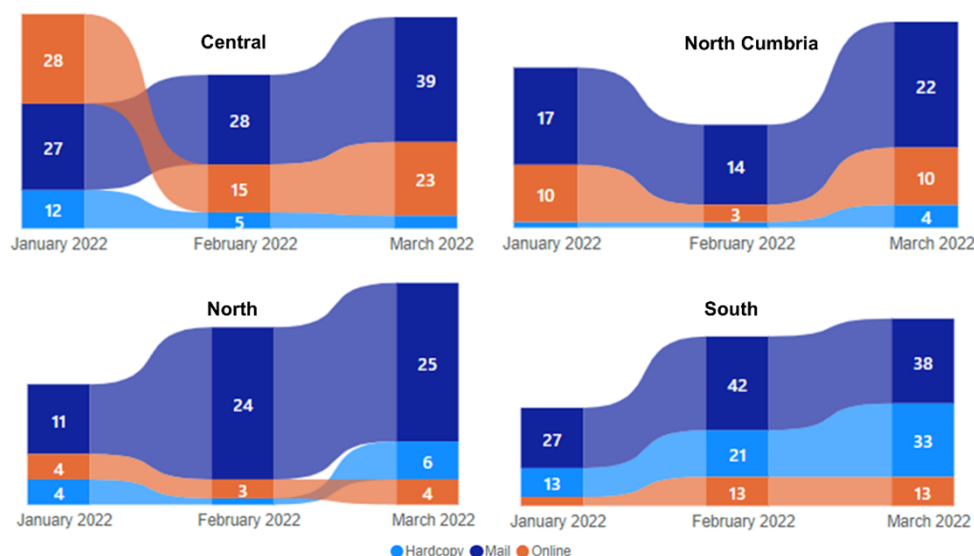 Central
28
27
12
28
15
5
39
23
January 2022
February 2022
March 2022
North Cumbria
17
10
14
3
22
10
4
January 2022
February 2022
March 2022
North
11
4
4
24
3
25
6
4
January 2022
February 2022
March 2022
South
27
13
42
21
13
38
33
13
January 2022
February 2022
March 2022
Hardcopy Mail Online